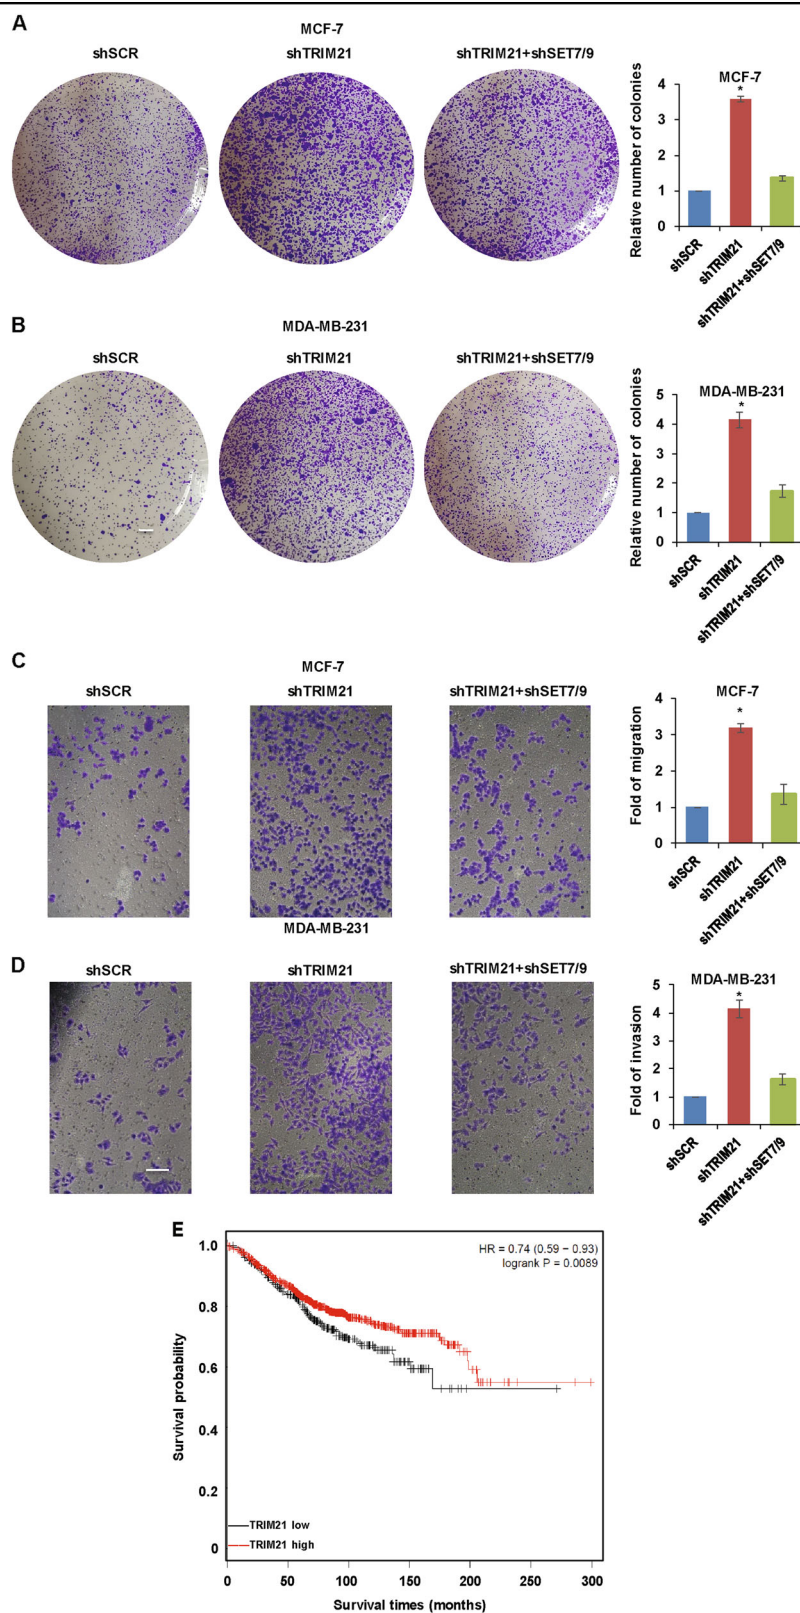 A
MCF-7
shSCR shTRIM21 shTRIM21+shSET7/9
Relative number of colonies
MCF-7
*
4
3
2
1
0
shSCR
shTRIM21
shTRIM21+shSET7/9
B
MDA-MB-231
shSCR shTRIM21 shTRIM21+shSET7/9
Relative number of colonies
MDA-MB-231
*
5
4
3
2
1
0
shSCR
shTRIM21
shTRIM21+shSET7/9
C
MCF-7
shSCR shTRIM21 shTRIM21+shSET7/9
Fold of migration
MCF-7
*
4
3
2
1
0
shSCR
shTRIM21
shTRIM21+shSET7/9
MDA-MB-231
D
shSCR shTRIM21 shTRIM21+shSET7/9
Fold of invasion
MDA-MB-231
*
5
4
3
2
1
0
shSCR
shTRIM21
shTRIM21+shSET7/9
E
HR = 0.74 (0.59 − 0.93)
logrank P = 0.0089
Survival probability
1.0
0.8
0.6
0.4
0.2
0
TRIM21 low
TRIM21 high
0 50 100 150 200 250 300
Survival times (months)